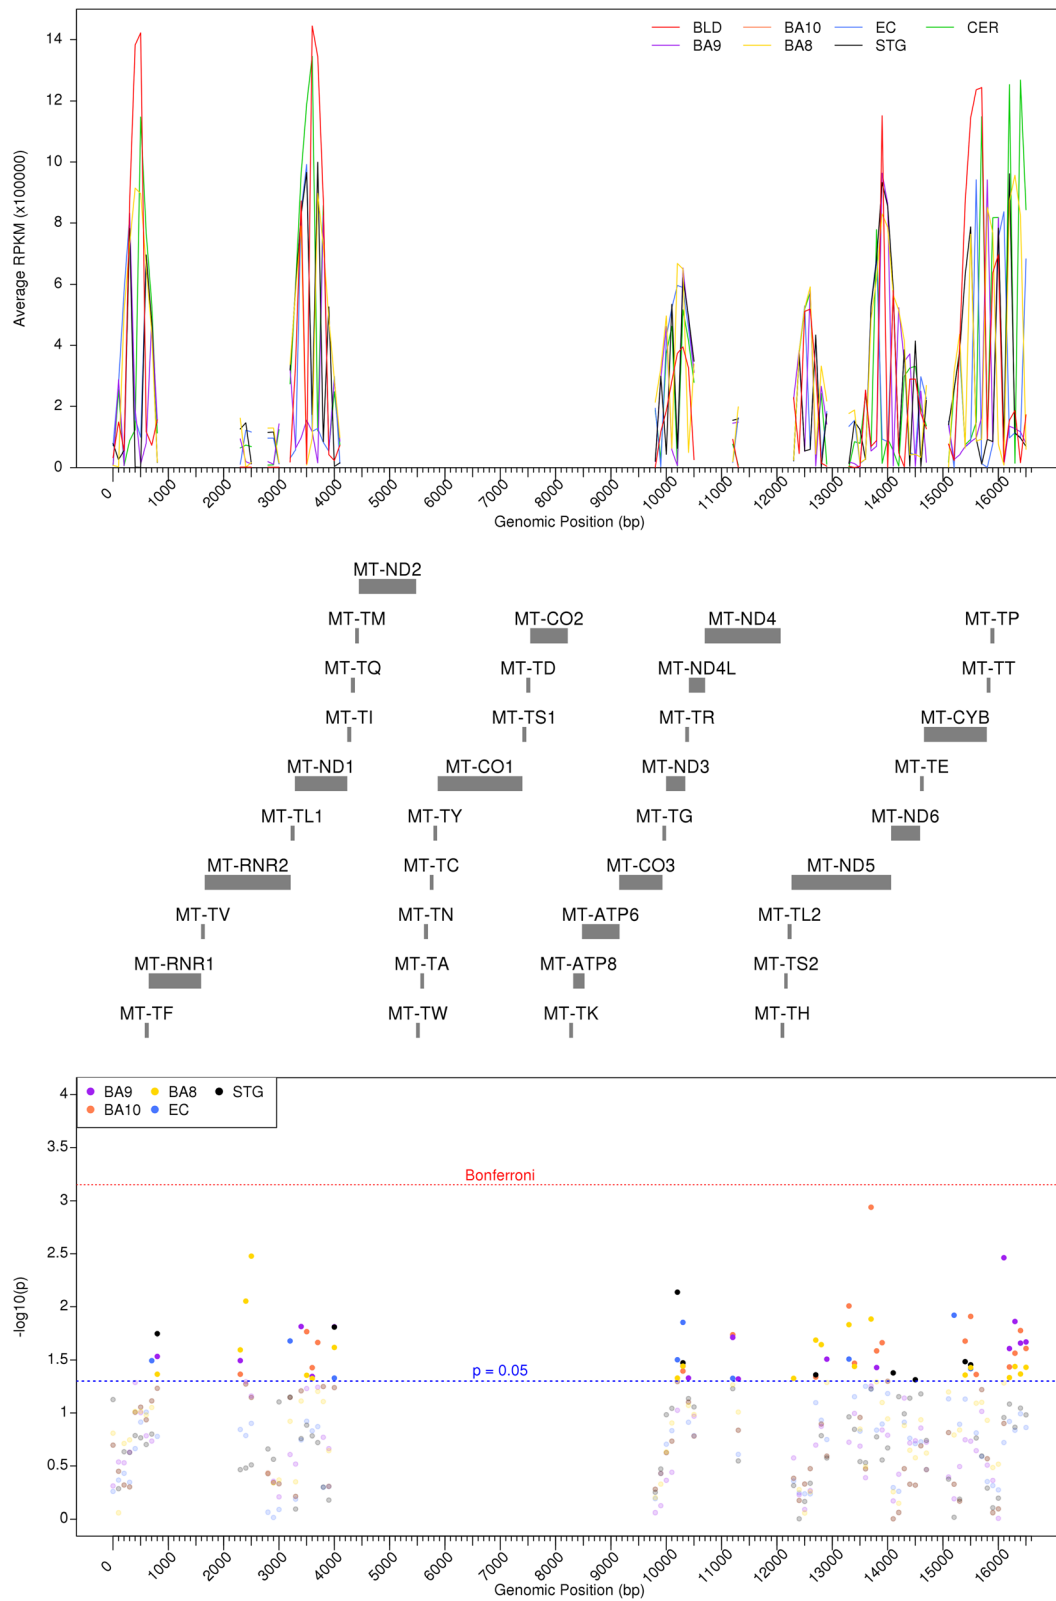 BLD BA10 EC CER
BA9 BA8 STG
Average RPKM (x100000)
14
12
10
8
6
4
2
0
0 1000 2000 3000 4000 5000 6000 7000 8000 9000 10000 11000 12000 13000 14000 15000 16000
Genomic Position (bp)
MT-ND2
MT-TM MT-CO2 MT-ND4 MT-TP
MT-TQ MT-TD MT-ND4L MT-TT
MT-TI MT-TS1 MT-TR MT-CYB
MT-ND1 MT-CO1 MT-ND3 MT-TE
MT-TL1 MT-TY MT-TG MT-ND6
MT-RNR2 MT-TC MT-CO3 MT-ND5
MT-TV MT-TN MT-ATP6 MT-TL2
MT-RNR1 MT-TA MT-ATP8 MT-TS2
MT-TF MT-TW MT-TK MT-TH
BA9 BA8 STG
BA10 EC
-log10(p)
4
3.5
3
2.5
2
1.5
1
0.5
0
Bonferroni
p = 0.05
0 1000 2000 3000 4000 5000 6000 7000 8000 9000 10000 11000 12000 13000 14000 15000 16000
Genomic Position (bp)